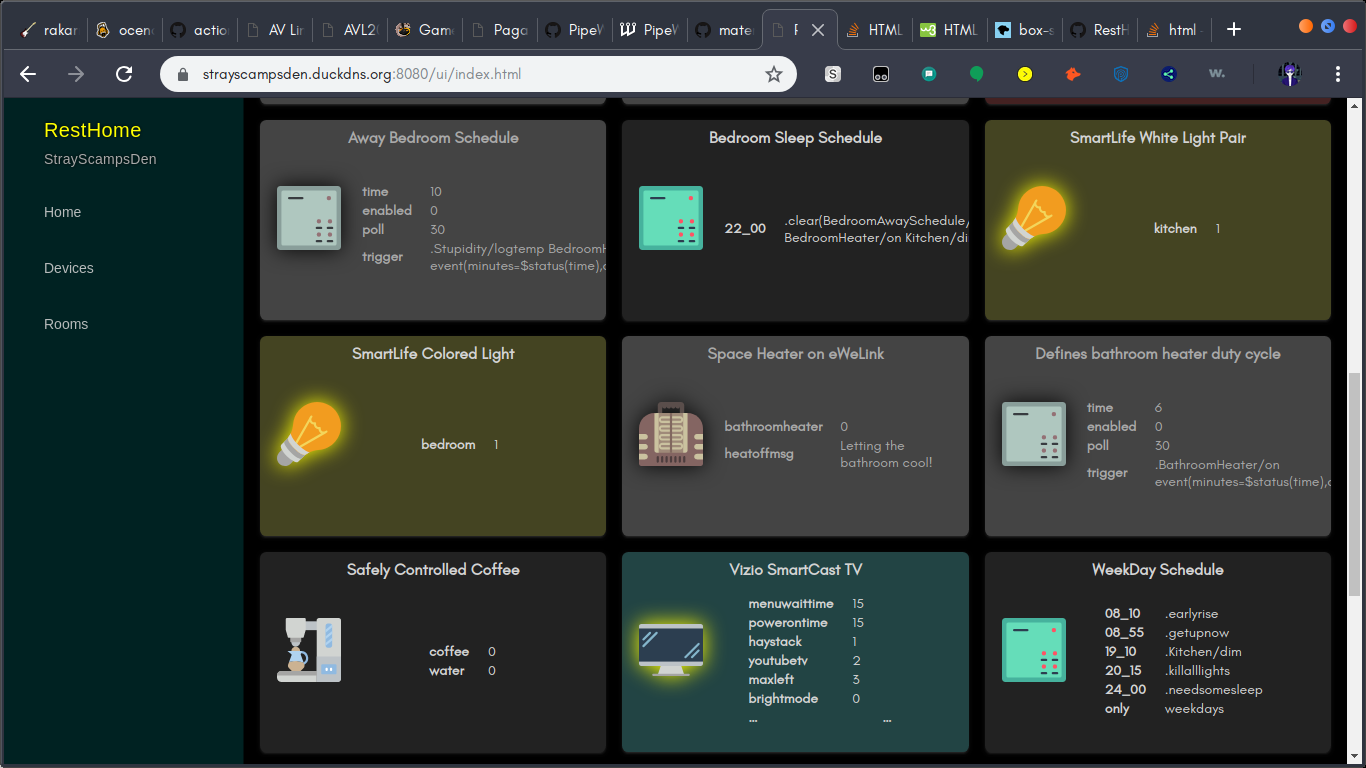 rakar
ocen
action
AV Lin
AVL2
Game
Paga
PipeW
PipeW
mater
HTML
HTML
box-s
RestH
html -
strayscampsden.duckdns.org:8080/ui/index.html
RestHome
StrayScampsDen
Home
Devices
Rooms
Away Bedroom Schedule
time 10
enabled 0
poll 30
trigger .Stupidity/logtemp BedroomH
event(minutes=$status(time),c
Bedroom Sleep Schedule
22_00 .clear(BedroomAwaySchedule/
BedroomHeater/on Kitchen/di
SmartLife White Light Pair
kitchen 1
SmartLife Colored Light
bedroom 1
Space Heater on eWeLink
bathroomheater 0
heatoffmsg Letting the
bathroom cool!
Defines bathroom heater duty cycle
time 6
enabled 0
poll 30
trigger .BathroomHeater/on
event(minutes=$status(time),c
Safely Controlled Coffee
coffee 0
water 0
Vizio SmartCast TV
menuwaittime 15
powerontime 15
haystack 1
youtubetv 2
maxleft 3
brightmode 0
... ...
WeekDay Schedule
08_10 .earlyrise
08_55 .getupnow
19_10 .Kitchen/dim
20_15 .killalllights
24_00 .needsomesleep
only weekdays